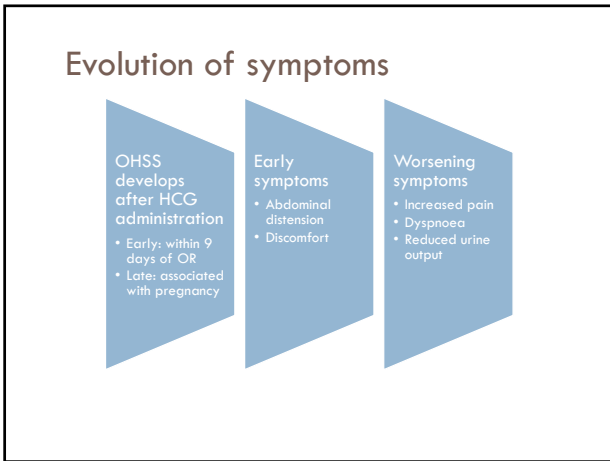 Evolution of symptoms
OHSS
develops
after HCG
administration
• Early: within 9
days of OR
• Late: associated
with pregnancy
Early
symptoms
• Abdominal
distension
• Discomfort
Worsening
symptoms
• Increased pain
• Dyspnoea
• Reduced urine
output